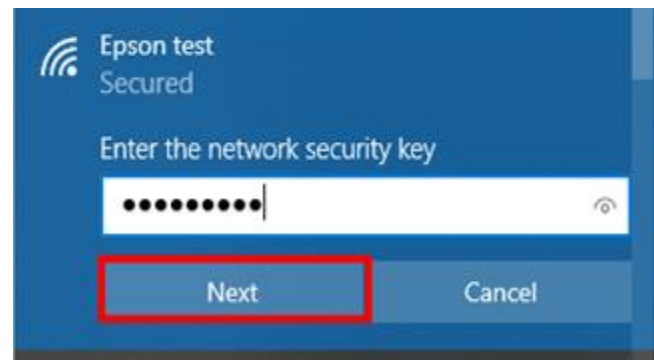 Epson test
Secured
Enter the network security key
•••••••••
Next Cancel